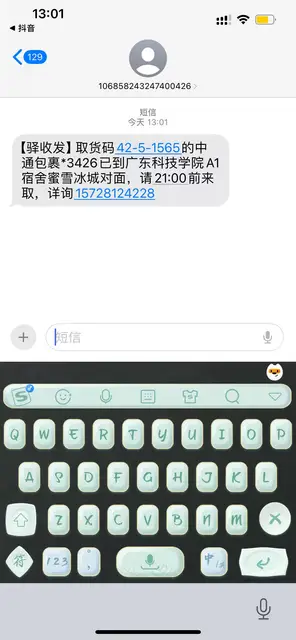 13:01
抖音
129
106858243247400426
短信
今天 13:01
【驿收发】取货码42-5-1565的中
通包裹*3426已到广东科技学院A1
宿舍蜜雪冰城对面，请21:00前来
取，详询15728124228
短信
Q W E R T Y U I O P
A S D F G H J K L
Z X C V B N M
符 123 中